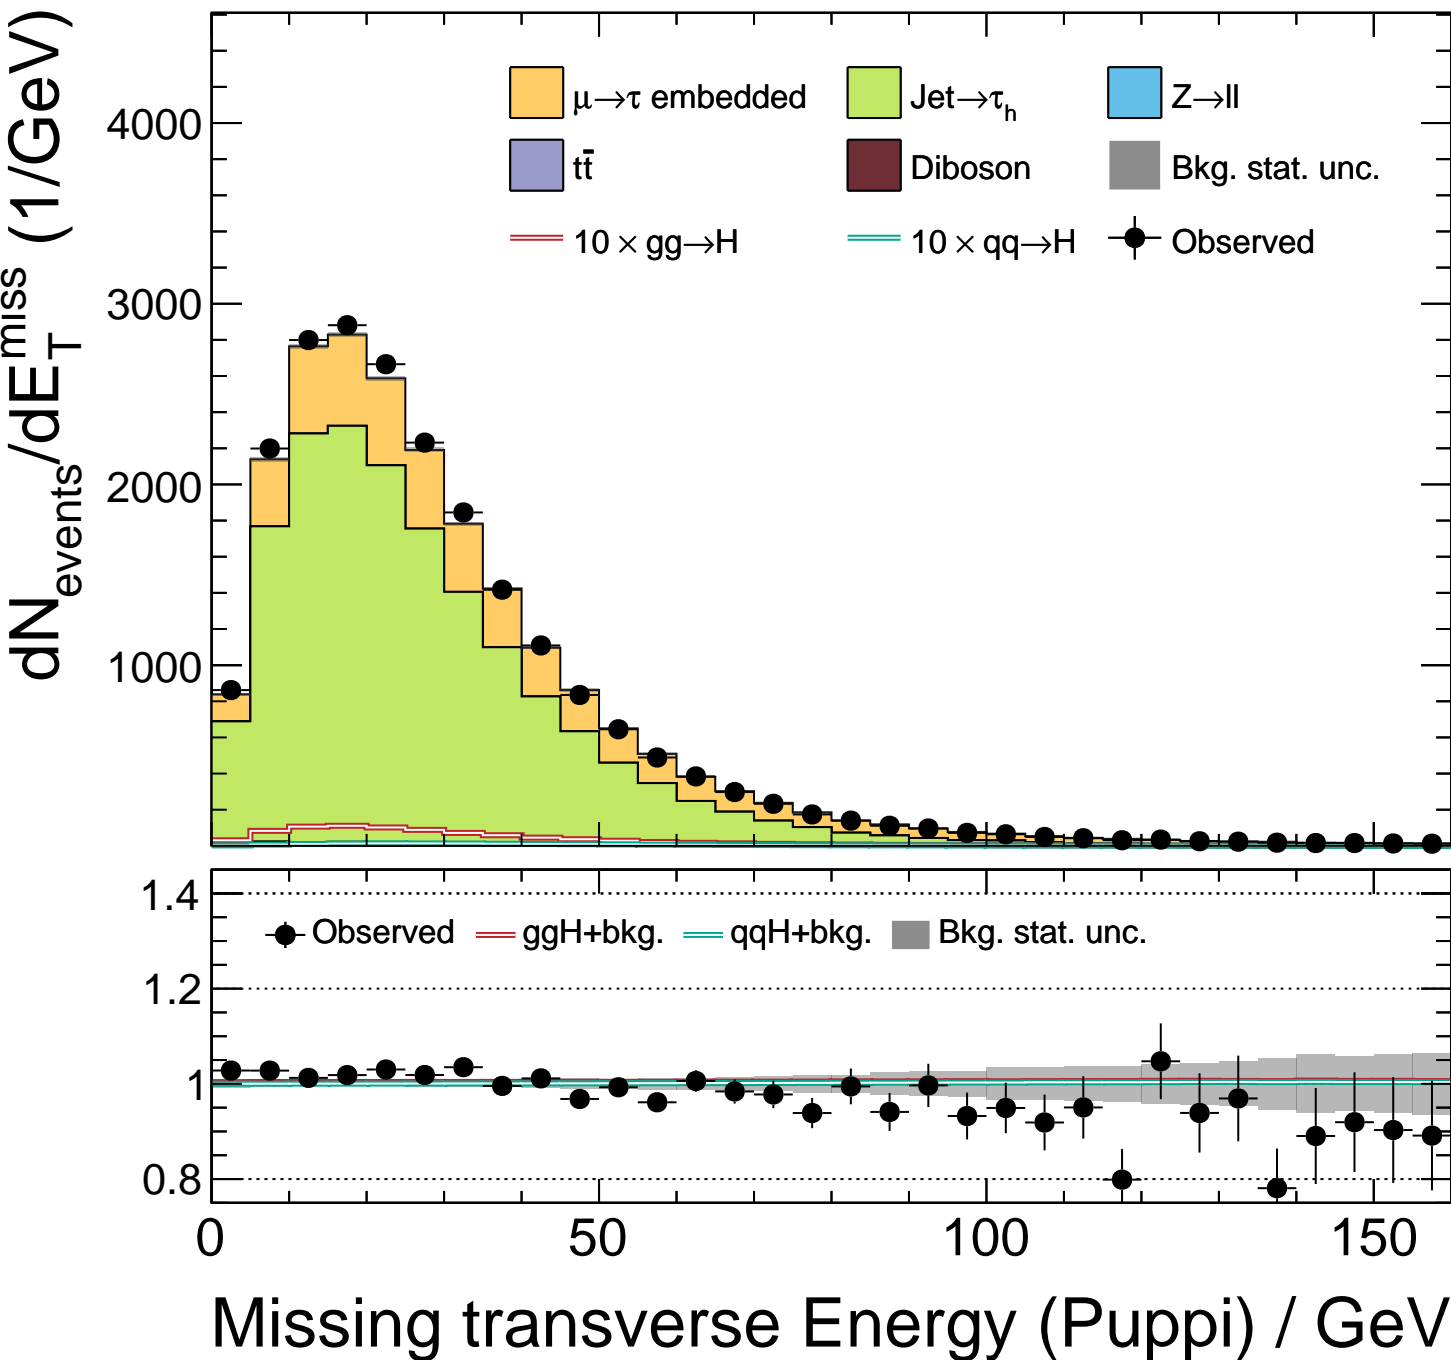 dN_events/dE_T^miss (1/GeV)
4000
3000
2000
1000
μ→τ embedded
Jet→τ_h
Z→ll
tt̄
Diboson
Bkg. stat. unc.
10 × gg→H
10 × qq→H
Observed
1.4
1.2
1
0.8
Observed
ggH+bkg.
qqH+bkg.
Bkg. stat. unc.
0
50
100
150
Missing transverse Energy (Puppi) / GeV